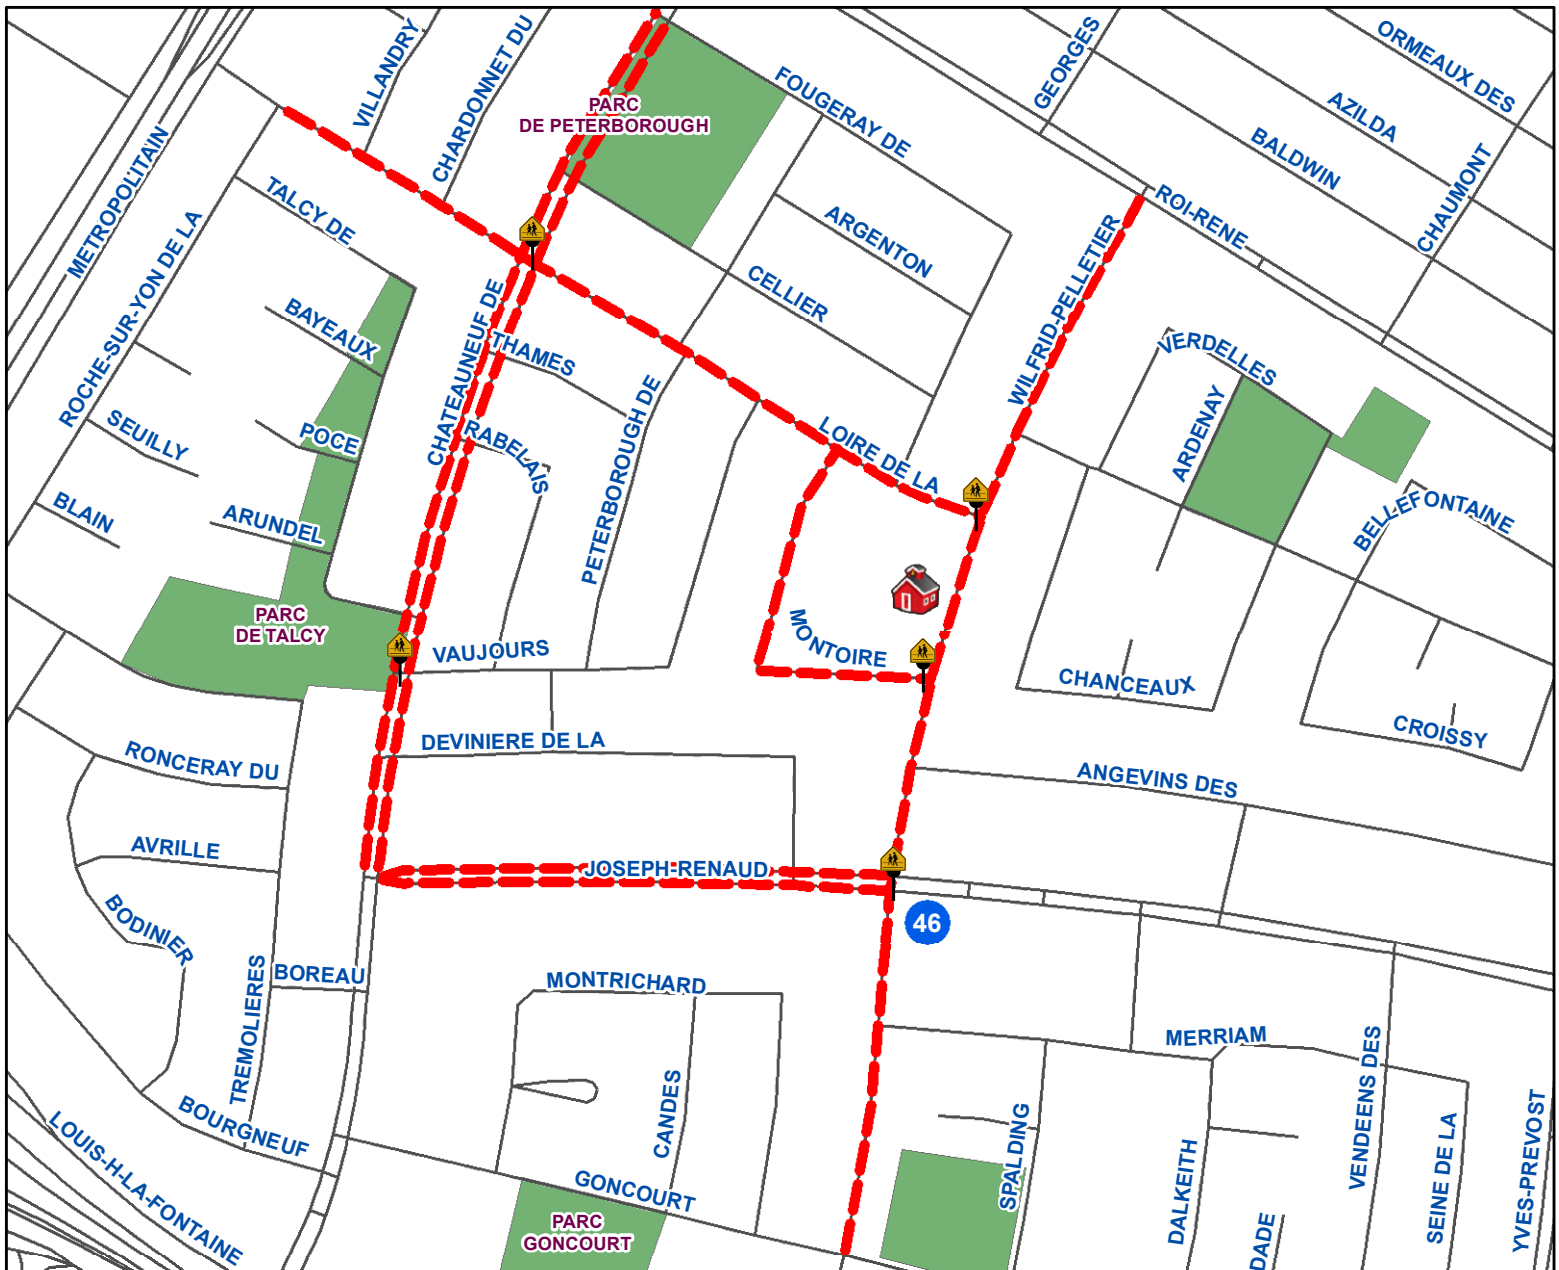 VILLANDRY
CHARDONNET DU
GEORGES
ORMEAUX DES
PARC
DE PETERBOROUGH
FOUGERAY DE
AZILDA
BALDWIN
CHAUMONT
METROPOLITAIN
TALCY DE
ROCHE-SUR-YON DE LA
ARGENTON
ROI-RENE
WILFRID-PELLETIER
CELLIER
BAYEAUX
CHATEAUNEUF DE
THAMES
VERDELLES
PETERBOROUGH DE
ARDENAY
SEUILLY
POCE
RABELAIS
LOIRE DE LA
BLAIN
ARUNDEL
BELLEFONTAINE
PARC
DE TALCY
VAUJOURS
MONTOIRE
CHANCEAUX
CROISSY
RONCERAY DU
DEVINIERE DE LA
ANGEVINS DES
AVRILLE
JOSEPH-RENAUD
BODINIER
46
TREMOLIERES
BOREAU
MONTRICHARD
MERRIAM
VENDEENS DES
CANDES
BOURGNEUF
LOUIS-H-LA-FONTAINE
GONCOURT
SPALDING
DALKEITH
DADE
SEINE DE LA
YVES-PREVOST
PARC
GONCOURT